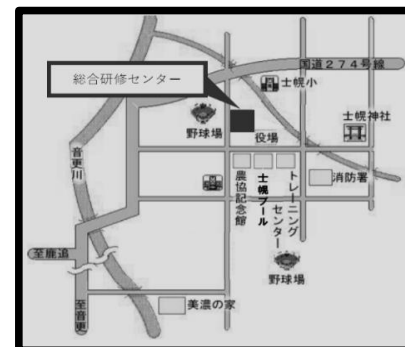 国道274号線
総合研修センター
士幌小
士幌神社
野球場
役場
音更川
農協記念館
士幌プール
トレーニングセンター
消防署
野球場
至鹿追
至音更
美濃の家